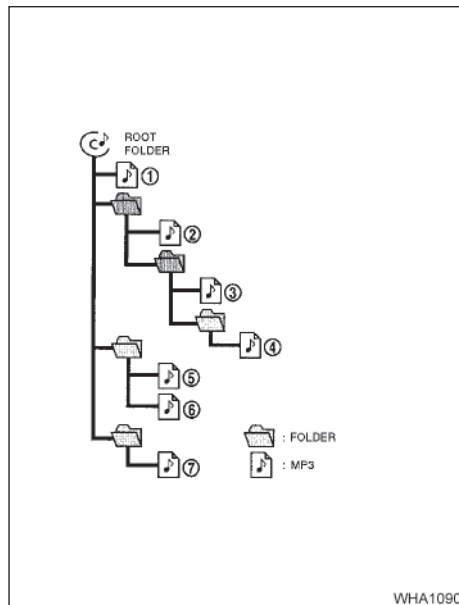 ROOT
FOLDER
①
②
③
④
⑤
⑥
: FOLDER
⑦
: MP3
WHA1090